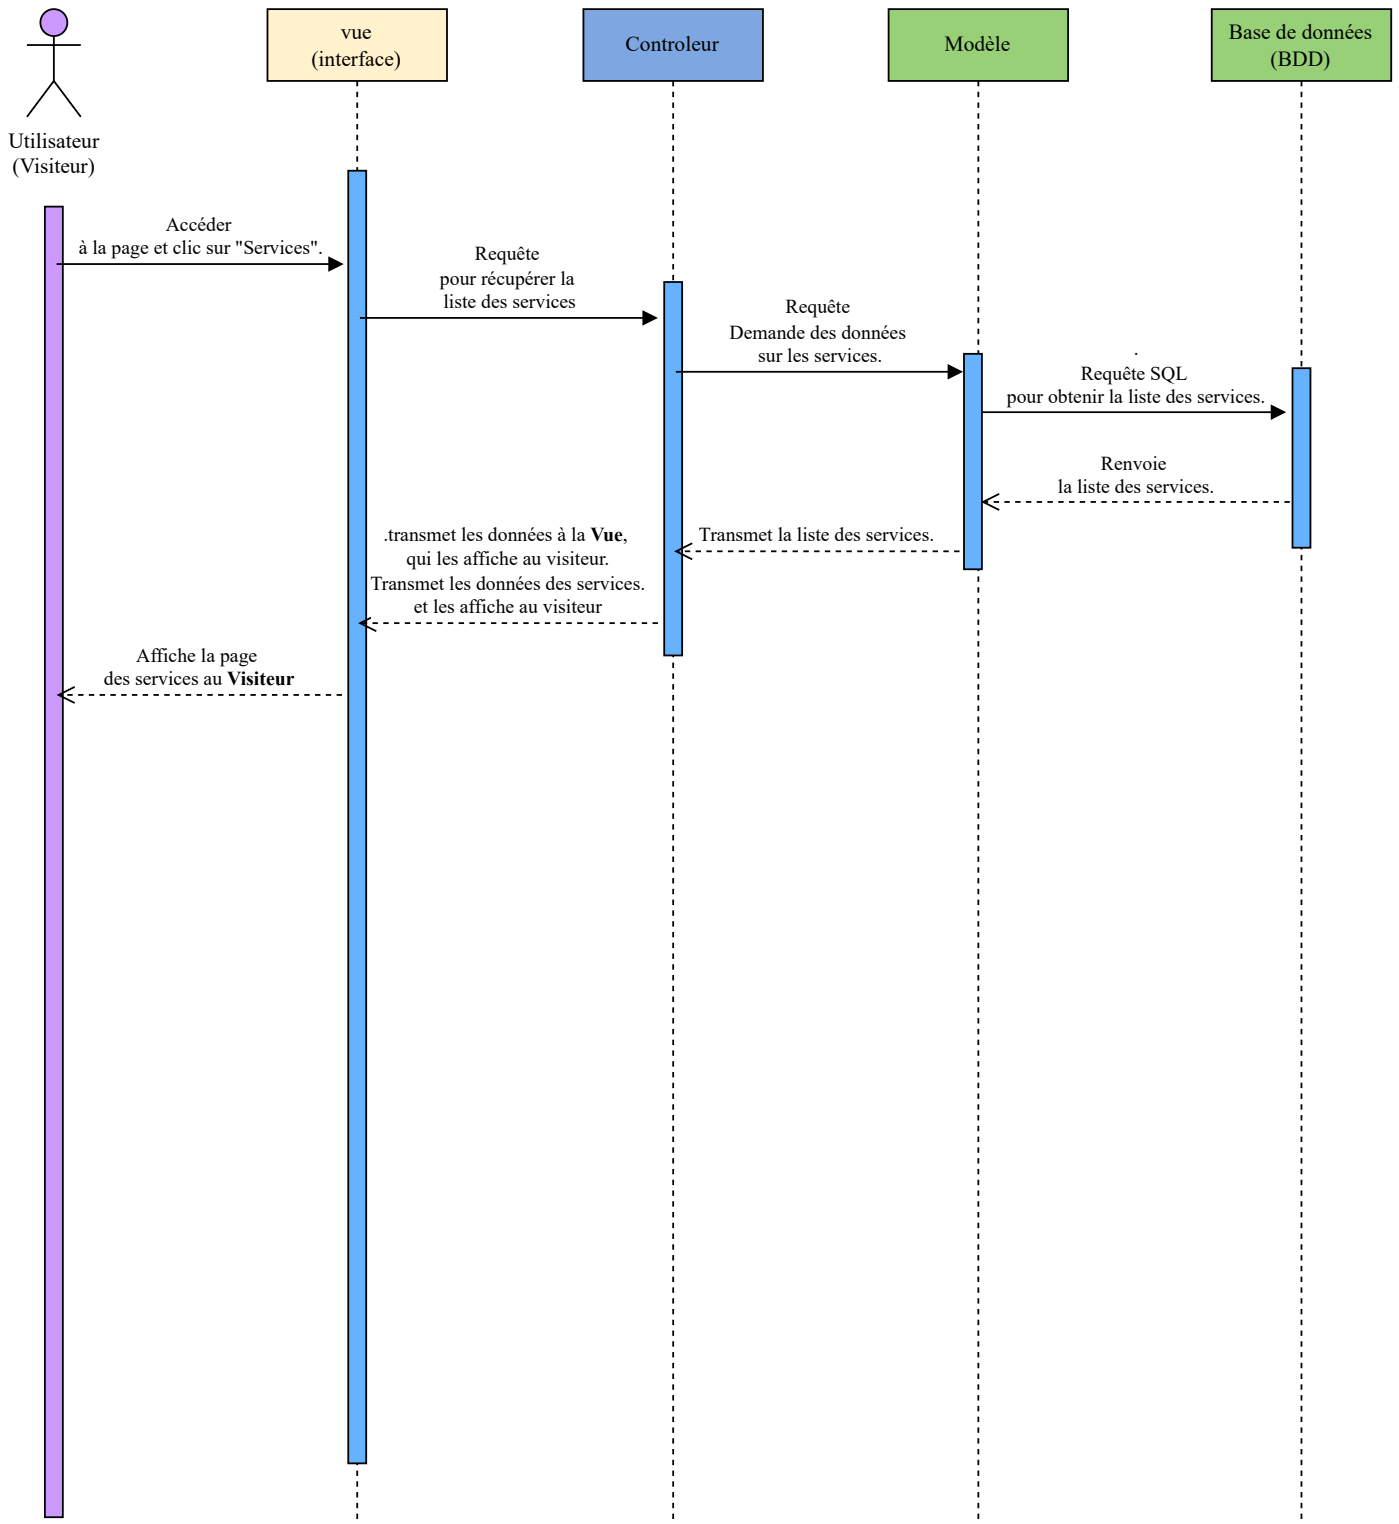 vue
(interface)
Controleur
Modèle
Base de données
(BDD)
Utilisateur
(Visiteur)
Accéder
à la page et clic sur "Services".
Requête
pour récupérer la
liste des services
Requête
Demande des données
sur les services.
.
Requête SQL
pour obtenir la liste des services.
Renvoie
la liste des services.
Transmet la liste des services.
.transmet les données à la Vue,
qui les affiche au visiteur.
Transmet les données des services.
et les affiche au visiteur
Affiche la page
des services au Visiteur